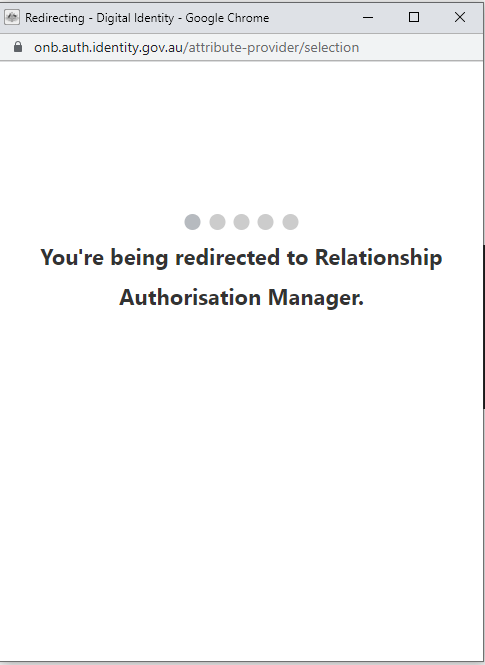 Redirecting - Digital Identity - Google Chrome
onb.auth.identity.gov.au/attribute-provider/selection
You're being redirected to Relationship
Authorisation Manager.